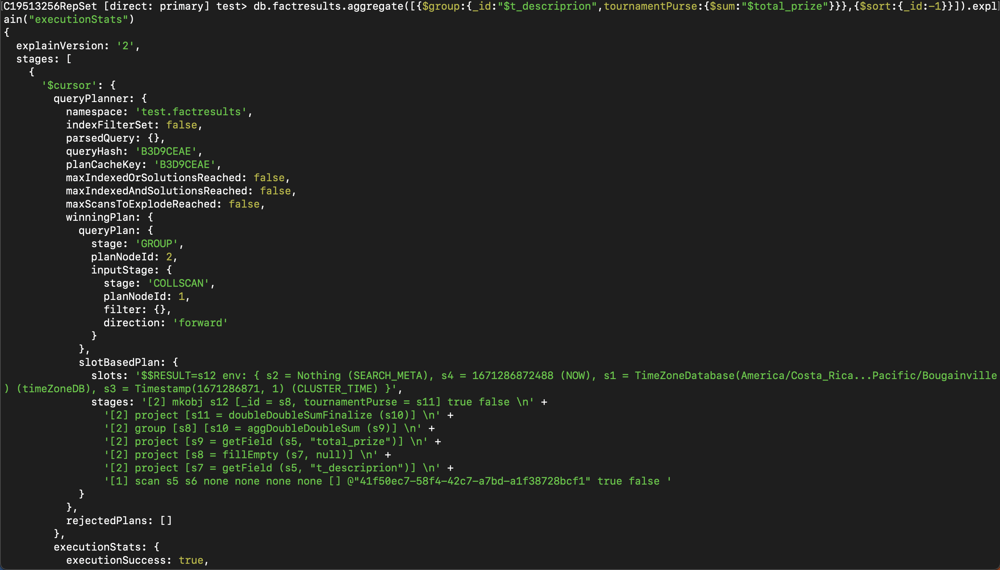 [C19513256RepSet [direct: primary] test> db.factresults.aggregate([{$group:{_id:"$t_descriprion",tournamentPurse:{$sum:"$total_prize"}}},{$sort:{_id:-1}}]).expl]
ain("executionStats")
{
  explainVersion: '2',
  stages: [
    {
      '$cursor': {
        queryPlanner: {
          namespace: 'test.factresults',
          indexFilterSet: false,
          parsedQuery: {},
          queryHash: 'B3D9CEAE',
          planCacheKey: 'B3D9CEAE',
          maxIndexedOrSolutionsReached: false,
          maxIndexedAndSolutionsReached: false,
          maxScansToExplodeReached: false,
          winningPlan: {
            queryPlan: {
              stage: 'GROUP',
              planNodeId: 2,
              inputStage: {
                stage: 'COLLSCAN',
                planNodeId: 1,
                filter: {},
                direction: 'forward'
              }
            },
            slotBasedPlan: {
              slots: '$$RESULT=s12 env: { s2 = Nothing (SEARCH_META), s4 = 1671286872488 (NOW), s1 = TimeZoneDatabase(America/Costa_Rica...Pacific/Bougainville
) (timeZoneDB), s3 = Timestamp(1671286871, 1) (CLUSTER_TIME) }',
              stages: '[2] mkobj s12 [_id = s8, tournamentPurse = s11] true false \n' +
                '[2] project [s11 = doubleDoubleSumFinalize (s10)] \n' +
                '[2] group [s8] [s10 = aggDoubleDoubleSum (s9)] \n' +
                '[2] project [s9 = getField (s5, "total_prize")] \n' +
                '[2] project [s8 = fillEmpty (s7, null)] \n' +
                '[2] project [s7 = getField (s5, "t_descriprion")] \n' +
                '[1] scan s5 s6 none none none none [] @"41f50ec7-58f4-42c7-a7bd-a1f38728bcf1" true false '
            }
          },
          rejectedPlans: []
        },
        executionStats: {
          executionSuccess: true,